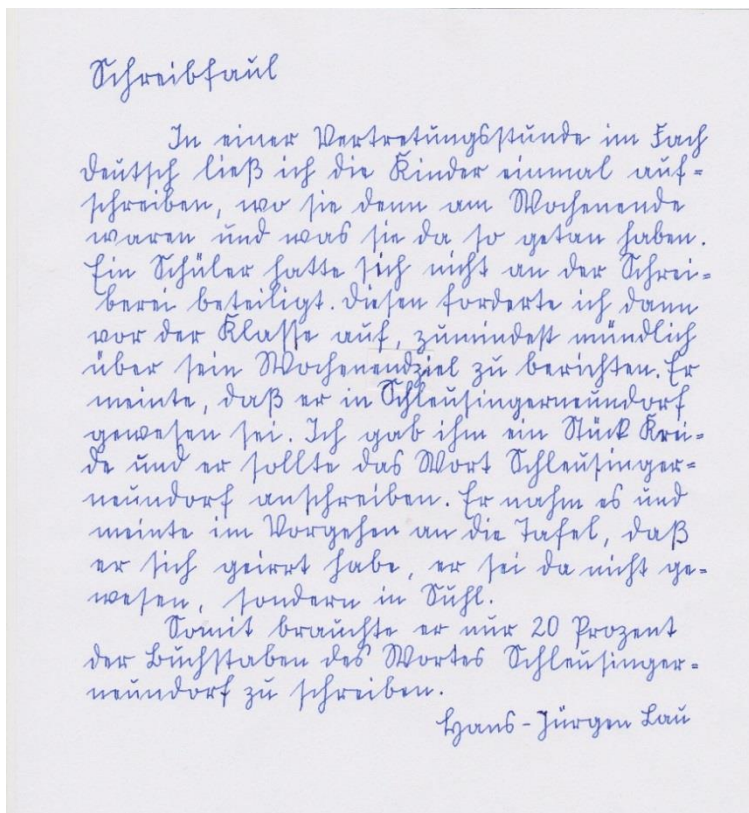 Schreibfaul
In einer Vertretungsstunde im Fach
Deutsch ließ ich die Kinder einmal auf=
schreiben, wo sie denn am Wochenende
waren und was sie da so getan haben.
Ein Schüler hatte sich nicht an der Schrei=
berei beteiligt. Diesen forderte ich dann
vor der Klasse auf, zumindest mündlich
über sein Wochenendziel zu berichten. Er
meinte, daß er in Schleusingerneundorf
gewesen sei. Ich gab ihm ein Stück Krei=
de und er sollte das Wort Schleusinger=
neundorf anschreiben. Er nahm es und
meinte im Vorgehen an die Tafel, daß
er sich geirrt habe, er sei da nicht ge=
wesen, sondern in Suhl.
Somit brauchte er nur 20 Prozent
der Buchstaben des Wortes Schleusinger=
neundorf zu schreiben.
Hans-Jürgen Lau